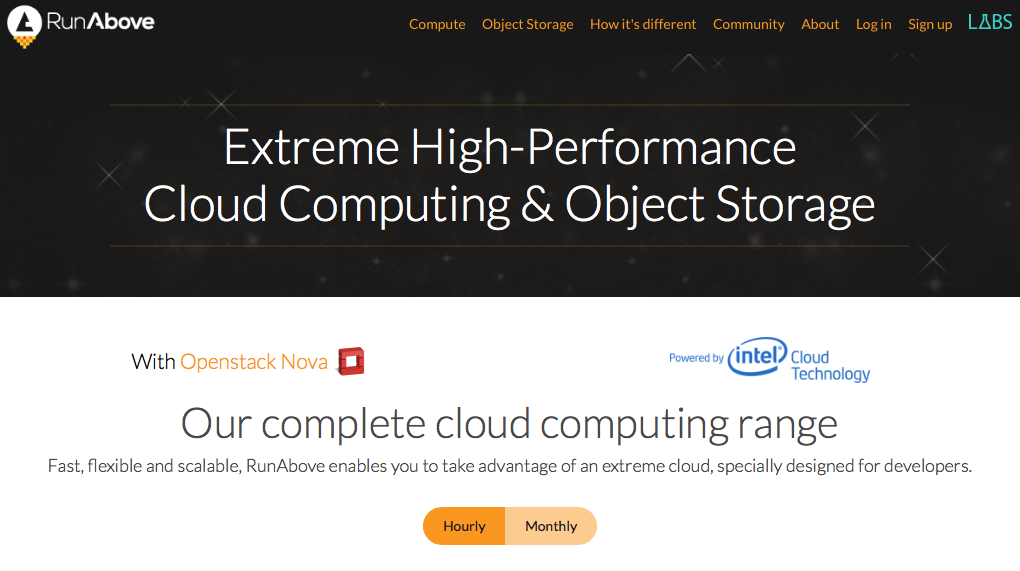 RunAbove
Compute Object Storage How it's different Community About Log in Sign up LABS
Extreme High-Performance
Cloud Computing & Object Storage
With Openstack Nova
Powered by intel Cloud
Technology
Our complete cloud computing range
Fast, flexible and scalable, RunAbove enables you to take advantage of an extreme cloud, specially designed for developers.
Hourly Monthly